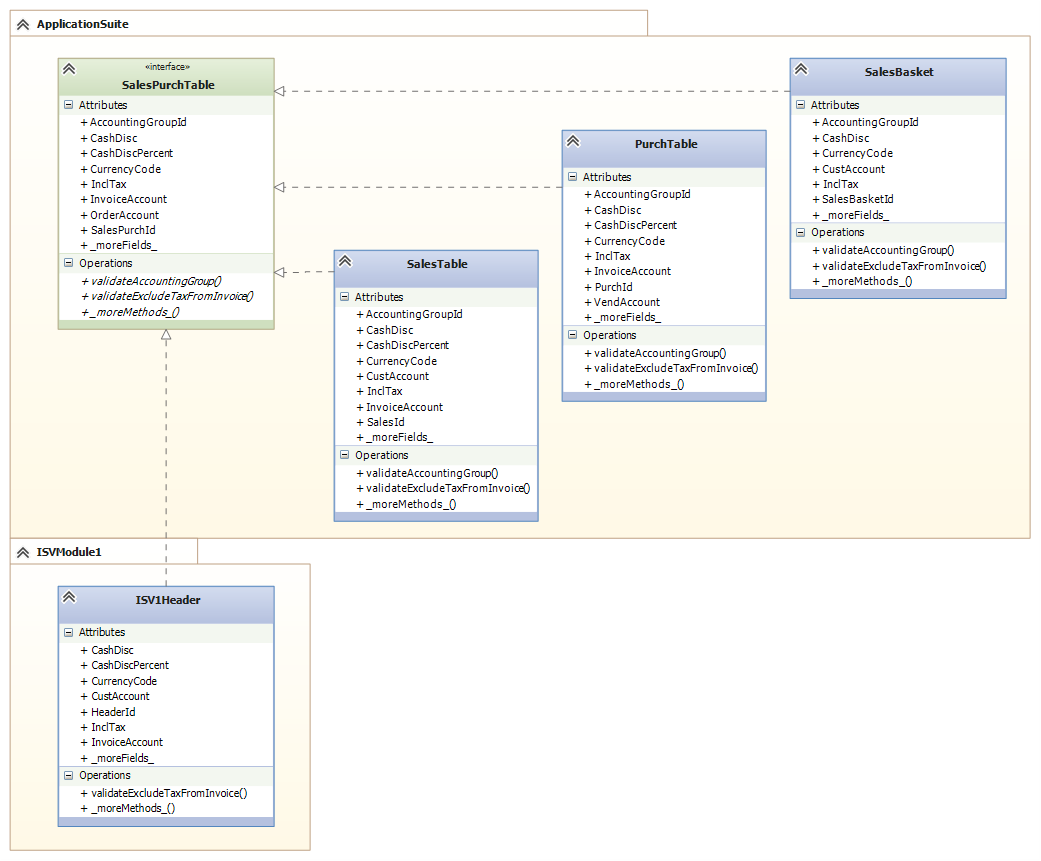 ApplicationSuite
«interface»
SalesPurchTable
Attributes
+ AccountingGroupId
+ CashDisc
+ CashDiscPercent
+ CurrencyCode
+ InclTax
+ InvoiceAccount
+ OrderAccount
+ SalesPurchId
+ _moreFields_
Operations
+ validateAccountingGroup()
+ validateExcludeTaxFromInvoice()
+ _moreMethods_()
SalesTable
Attributes
+ AccountingGroupId
+ CashDisc
+ CashDiscPercent
+ CurrencyCode
+ CustAccount
+ InclTax
+ InvoiceAccount
+ SalesId
+ _moreFields_
Operations
+ validateAccountingGroup()
+ validateExcludeTaxFromInvoice()
+ _moreMethods_()
PurchTable
Attributes
+ AccountingGroupId
+ CashDisc
+ CashDiscPercent
+ CurrencyCode
+ InclTax
+ InvoiceAccount
+ PurchId
+ VendAccount
+ _moreFields_
Operations
+ validateAccountingGroup()
+ validateExcludeTaxFromInvoice()
+ _moreMethods_()
SalesBasket
Attributes
+ AccountingGroupId
+ CashDisc
+ CurrencyCode
+ CustAccount
+ InclTax
+ SalesBasketId
+ _moreFields_
Operations
+ validateAccountingGroup()
+ validateExcludeTaxFromInvoice()
+ _moreMethods_()
ISVModule1
ISV1Header
Attributes
+ CashDisc
+ CashDiscPercent
+ CurrencyCode
+ CustAccount
+ HeaderId
+ InclTax
+ InvoiceAccount
+ _moreFields_
Operations
+ validateExcludeTaxFromInvoice()
+ _moreMethods_()